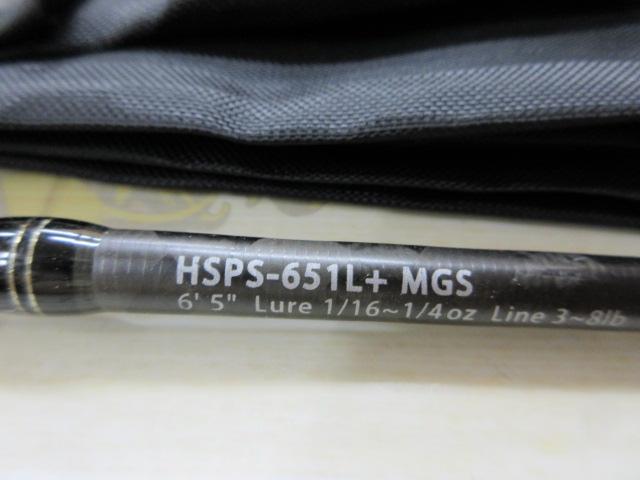 HSPS-651L+ MGS
6' 5" Lure 1/16~1/4oz Line 3~8lb